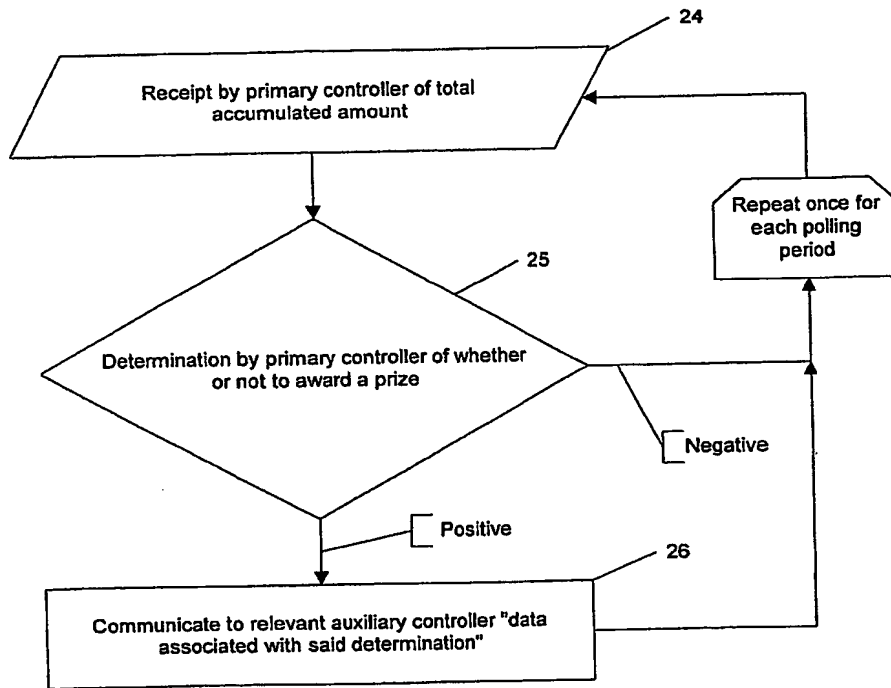 24
Receipt by primary controller of total
accumulated amount
Repeat once for
each polling
period
25
Determination by primary controller of whether
or not to award a prize
Negative
Positive
26
Communicate to relevant auxiliary controller "data
associated with said determination"